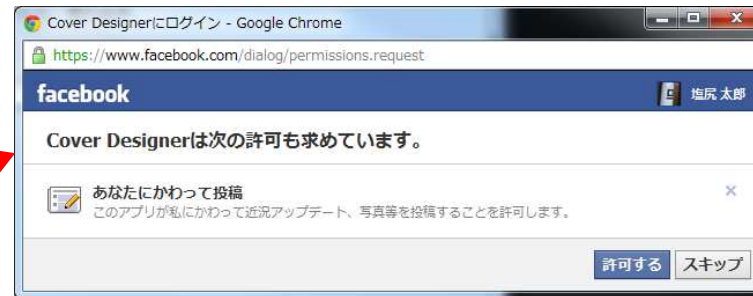 Cover Designerにログイン - Google Chrome
https://www.facebook.com/dialog/permissions.request
facebook
塩尻 太郎
Cover Designerは次の許可も求めています。
あなたにかわって投稿
このアプリが私にかわって近況アップデート、写真等を投稿することを許可します。
許可する
スキップ